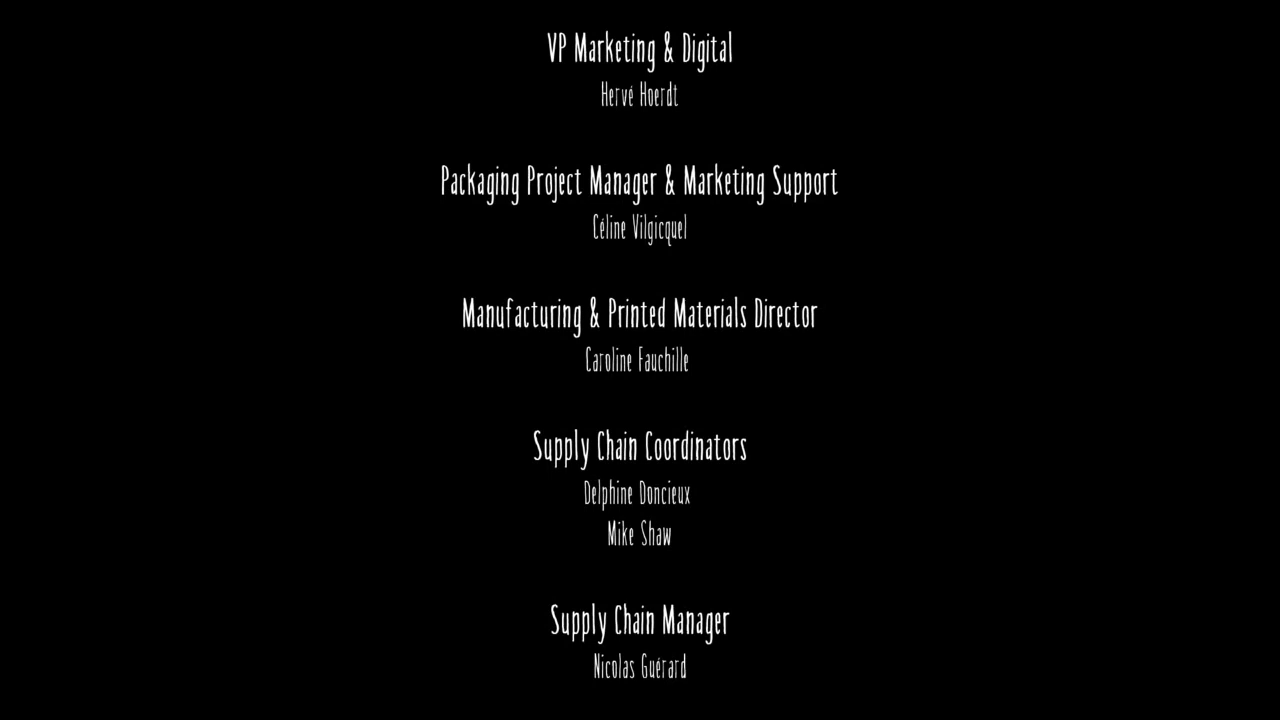 VP Marketing & Digital
Hervé Hoerdt
Packaging Project Manager & Marketing Support
Céline Vilgicquel
Manufacturing & Printed Materials Director
Caroline Fauchille
Supply Chain Coordinators
Delphine Doncieux
Mike Shaw
Supply Chain Manager
Nicolas Guérard